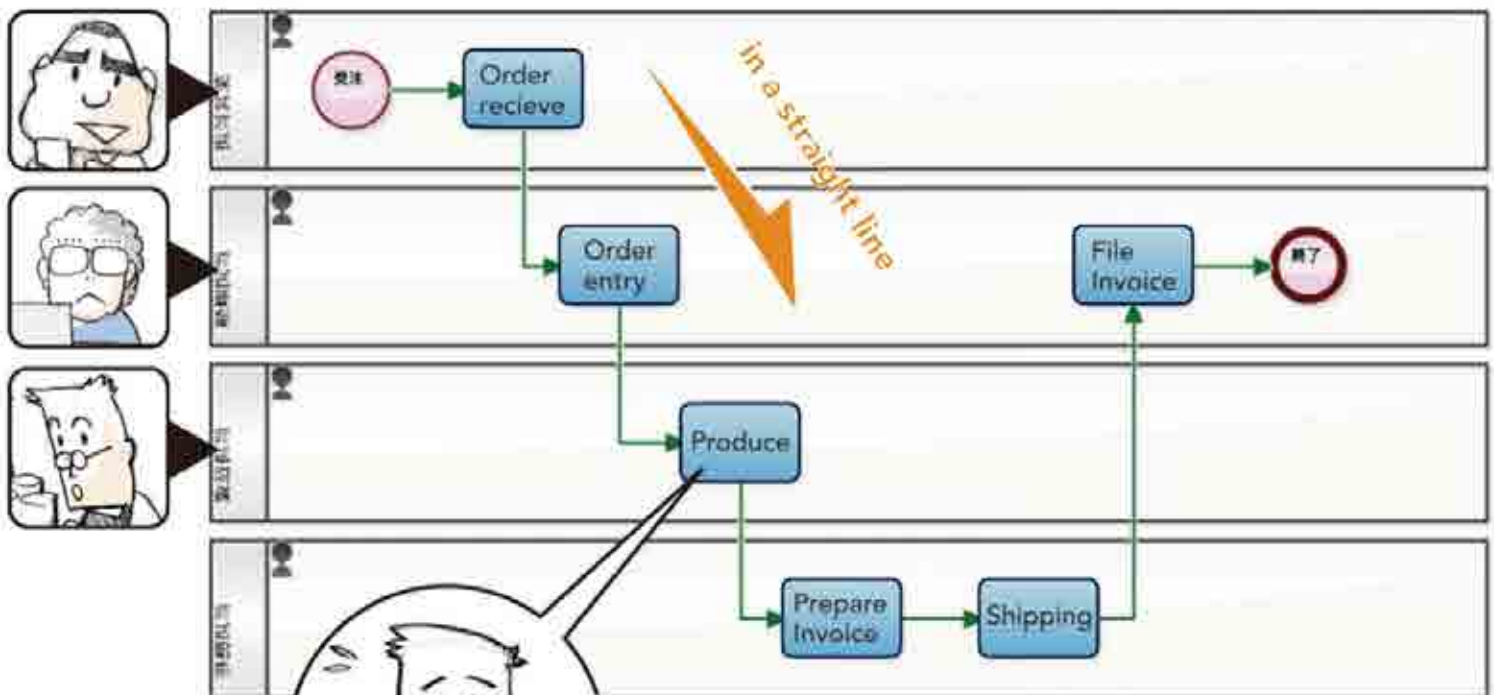 受注
Order
recieve
in a straight line
Order
entry
File
Invoice
終了
Produce
Prepare
Invoice
Shipping